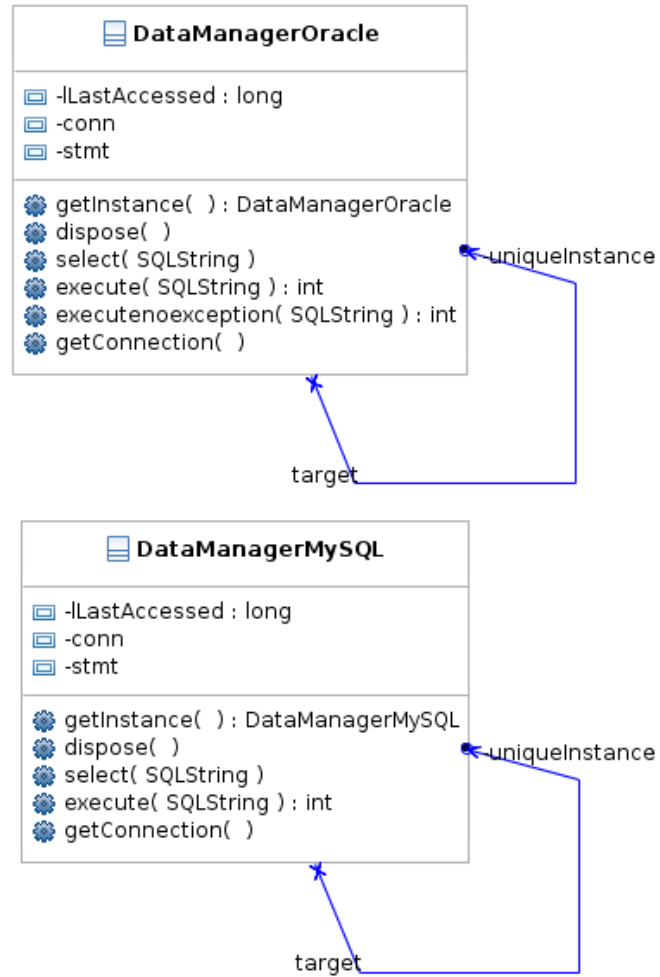 DataManagerOracle
-lLastAccessed : long
-conn
-stmt
getInstance( ) : DataManagerOracle
dispose( )
select( SQLString )
execute( SQLString ) : int
executenoexception( SQLString ) : int
getConnection( )
-uniqueInstance
target
DataManagerMySQL
-lLastAccessed : long
-conn
-stmt
getInstance( ) : DataManagerMySQL
dispose( )
select( SQLString )
execute( SQLString ) : int
getConnection( )
-uniqueInstance
target